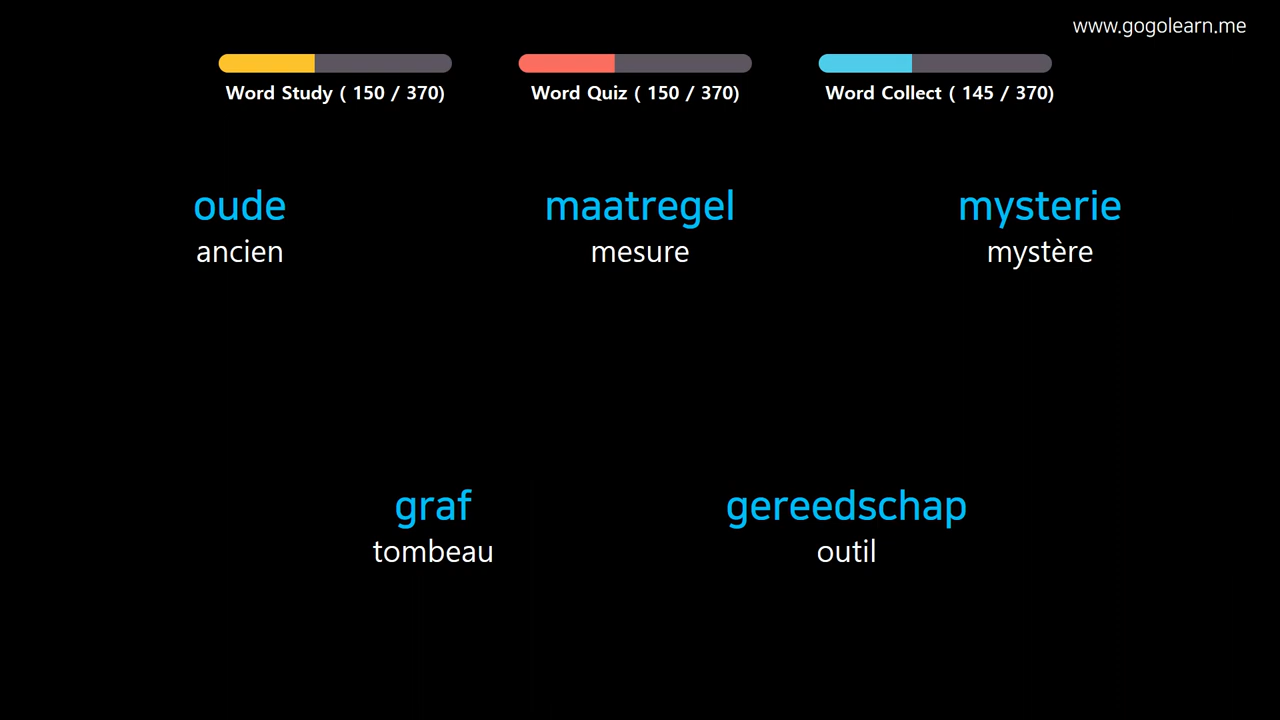 www.gogolearn.me
Word Study ( 150 / 370)
Word Quiz ( 150 / 370)
Word Collect ( 145 / 370)
oude
ancien
maatregel
mesure
mysterie
mystère
graf
tombeau
gereedschap
outil